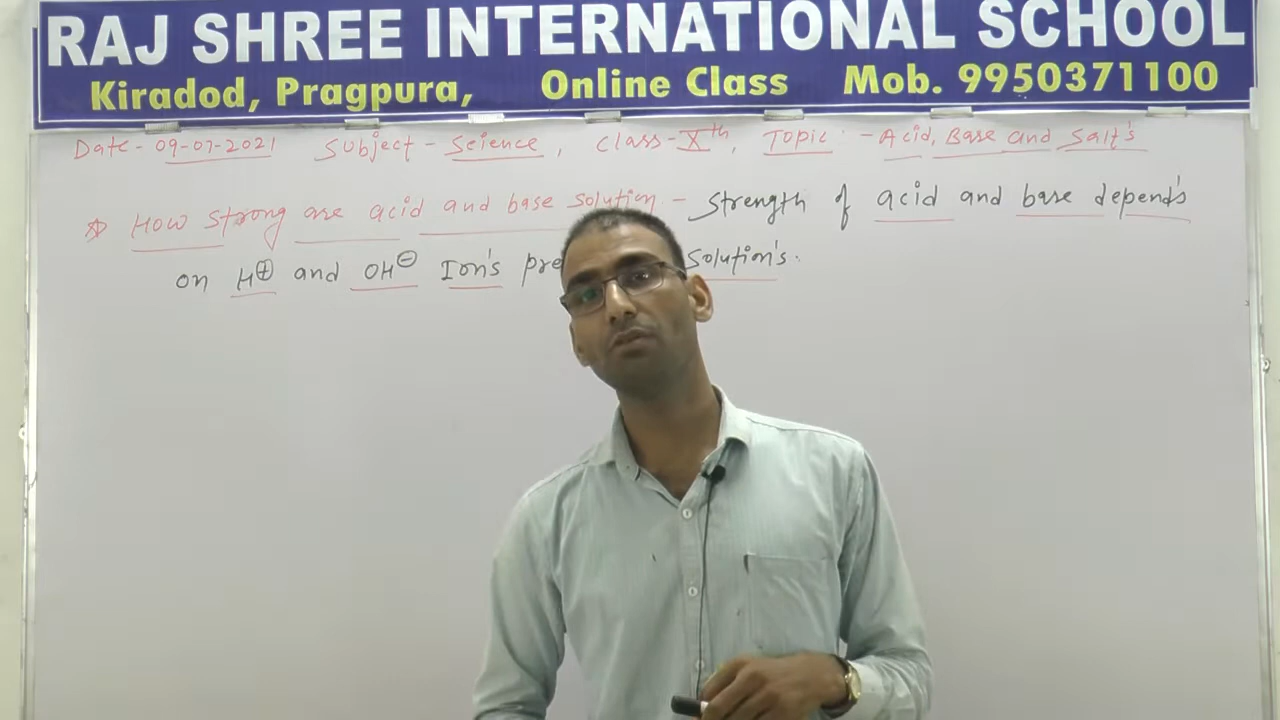 RAJ SHREE INTERNATIONAL SCHOOL
Kiradod, Pragpura, Online Class Mob. 9950371100
Date- 09-07-2021 Subject - Science, Class-Xth, Topic :- Acid, Base and Salt's
☆ How strong are acid and base solution - Strength of acid and base depend's
on H⊕ and OH⊖ Ion's Solution's.